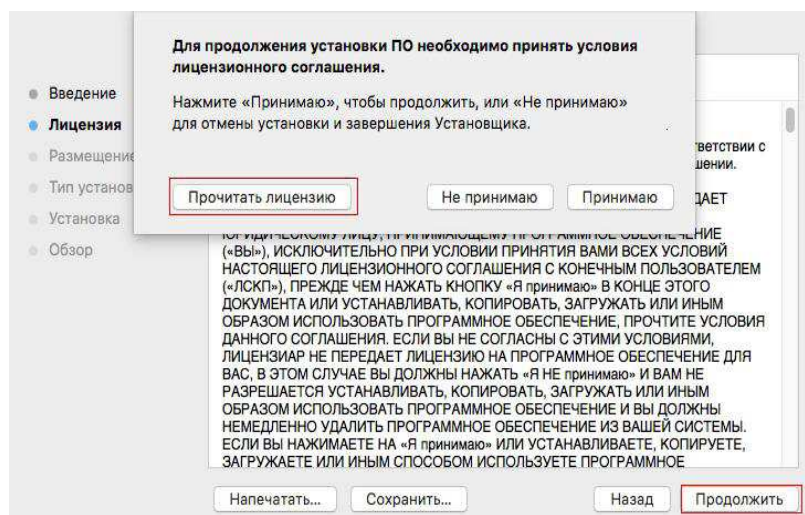 Для продолжения установки ПО необходимо принять условия
лицензионного соглашения.
Нажмите «Принимаю», чтобы продолжить, или «Не принимаю»
для отмены установки и завершения Установщика.
Прочитать лицензию
Не принимаю
Принимаю
Введение
Лицензия
Размещение
Тип установ
Установка
Обзор
ДАЕТ
(«ВЫ»), ИСКЛЮЧИТЕЛЬНО ПРИ УСЛОВИИ ПРИНЯТИЯ ВАМИ ВСЕХ УСЛОВИЙ
НАСТОЯЩЕГО ЛИЦЕНЗИОННОГО СОГЛАШЕНИЯ С КОНЕЧНЫМ ПОЛЬЗОВАТЕЛЕМ
(«ЛСКП»), ПРЕЖДЕ ЧЕМ НАЖАТЬ КНОПКУ «Я принимаю» В КОНЦЕ ЭТОГО
ДОКУМЕНТА ИЛИ УСТАНАВЛИВАТЬ, КОПИРОВАТЬ, ЗАГРУЖАТЬ ИЛИ ИНЫМ
ОБРАЗОМ ИСПОЛЬЗОВАТЬ ПРОГРАММНОЕ ОБЕСПЕЧЕНИЕ, ПРОЧТИТЕ УСЛОВИЯ
ДАННОГО СОГЛАШЕНИЯ. ЕСЛИ ВЫ НЕ СОГЛАСНЫ С ЭТИМИ УСЛОВИЯМИ,
ЛИЦЕНЗИАР НЕ ПЕРЕДАЕТ ЛИЦЕНЗИЮ НА ПРОГРАММНОЕ ОБЕСПЕЧЕНИЕ ДЛЯ
ВАС, В ЭТОМ СЛУЧАЕ ВЫ ДОЛЖНЫ НАЖАТЬ «Я НЕ принимаю» И ВАМ НЕ
РАЗРЕШАЕТСЯ УСТАНАВЛИВАТЬ, КОПИРОВАТЬ, ЗАГРУЖАТЬ ИЛИ ИНЫМ
ОБРАЗОМ ИСПОЛЬЗОВАТЬ ПРОГРАММНОЕ ОБЕСПЕЧЕНИЕ И ВЫ ДОЛЖНЫ
НЕМЕДЛЕННО УДАЛИТЬ ПРОГРАММНОЕ ОБЕСПЕЧЕНИЕ ИЗ ВАШЕЙ СИСТЕМЫ.
ЕСЛИ ВЫ НАЖИМАЕТЕ НА «Я принимаю» ИЛИ УСТАНАВЛИВАЕТЕ, КОПИРУЕТЕ,
ЗАГРУЖАЕТЕ ИЛИ ИНЫМ СПОСОБОМ ИСПОЛЬЗУЕТЕ ПРОГРАММНОЕ
Напечатать...
Сохранить...
Назад
Продолжить